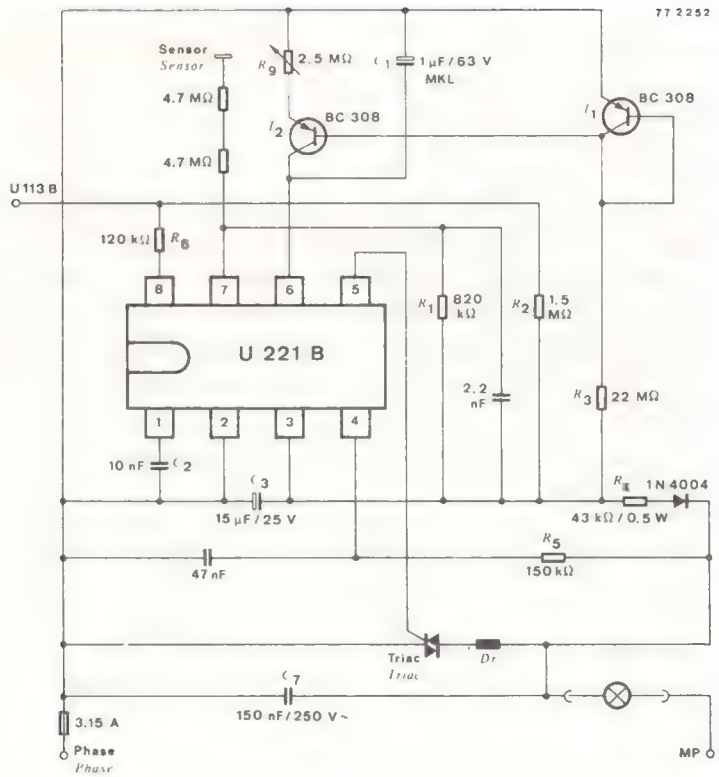 77 2252
Sensor
Sensor
R9 2.5 MΩ
C1 1 µF/63 V
MKL
4.7 MΩ
BC 308
T1
T2
BC 308
4.7 MΩ
U 113 B
120 kΩ R6
8 7 6 5
R1 820 kΩ
R2 1.5 MΩ
U 221 B
2,2 nF
R3 22 MΩ
1 2 3 4
10 nF C2
C3
15 µF/25 V
1N 4004
43 kΩ/0,5 W
47 nF
R5
150 kΩ
Triac
Triac
Dr
C7
150 nF/250 V~
3.15 A
Phase
Phase
MP